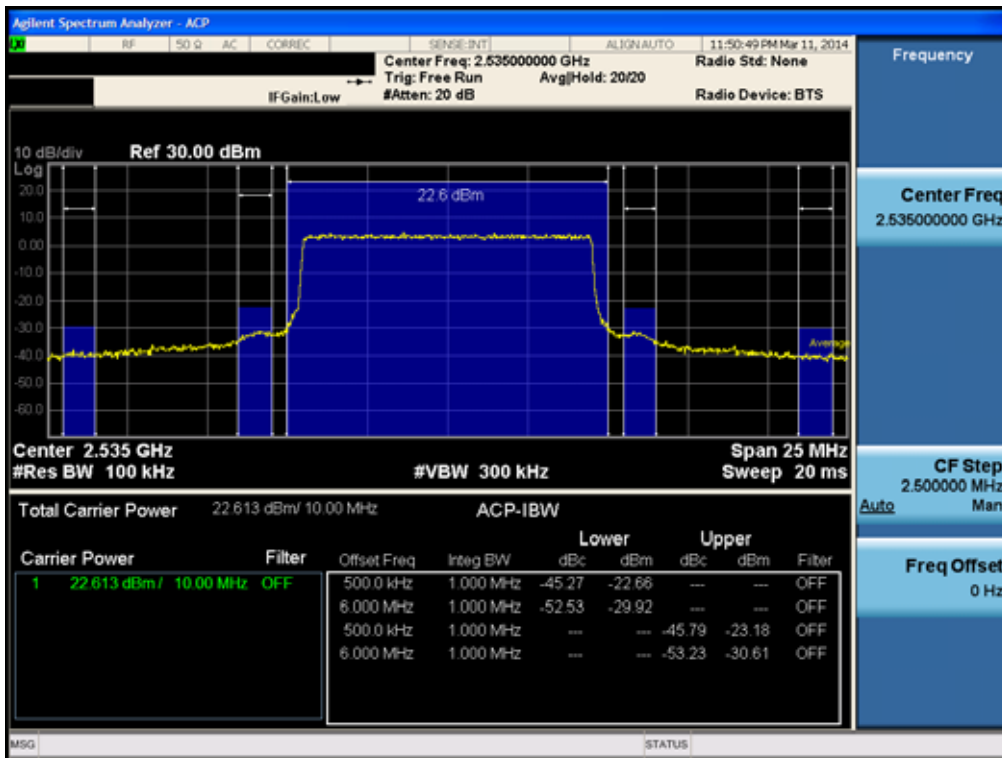 Agilent Spectrum Analyzer - ACP
LXI RF 50 Ω AC CORREC SENSE:INT ALIGN AUTO 11:50:49 PM Mar 11, 2014
Center Freq: 2.535000000 GHz Radio Std: None
Trig: Free Run Avg|Hold: 20/20
IFGain:Low #Atten: 20 dB Radio Device: BTS
10 dB/div Ref 30.00 dBm
Log
20.0
10.0
0.00
-10.0
-20.0
-30.0
-40.0
-50.0
-60.0
22.6 dBm
Average
Center 2.535 GHz Span 25 MHz
#Res BW 100 kHz #VBW 300 kHz Sweep 20 ms
Total Carrier Power 22.613 dBm/ 10.00 MHz ACP-IBW
Lower Upper
Carrier Power Filter Offset Freq Integ BW dBc dBm dBc dBm Filter
1 22.613 dBm / 10.00 MHz OFF 500.0 kHz 1.000 MHz -45.27 -22.66 --- --- OFF
6.000 MHz 1.000 MHz -52.53 -29.92 --- --- OFF
500.0 kHz 1.000 MHz --- --- -45.79 -23.18 OFF
6.000 MHz 1.000 MHz --- --- -53.23 -30.61 OFF
MSG STATUS
Frequency
Center Freq
2.535000000 GHz
CF Step
2.500000 MHz
Auto Man
Freq Offset
0 Hz